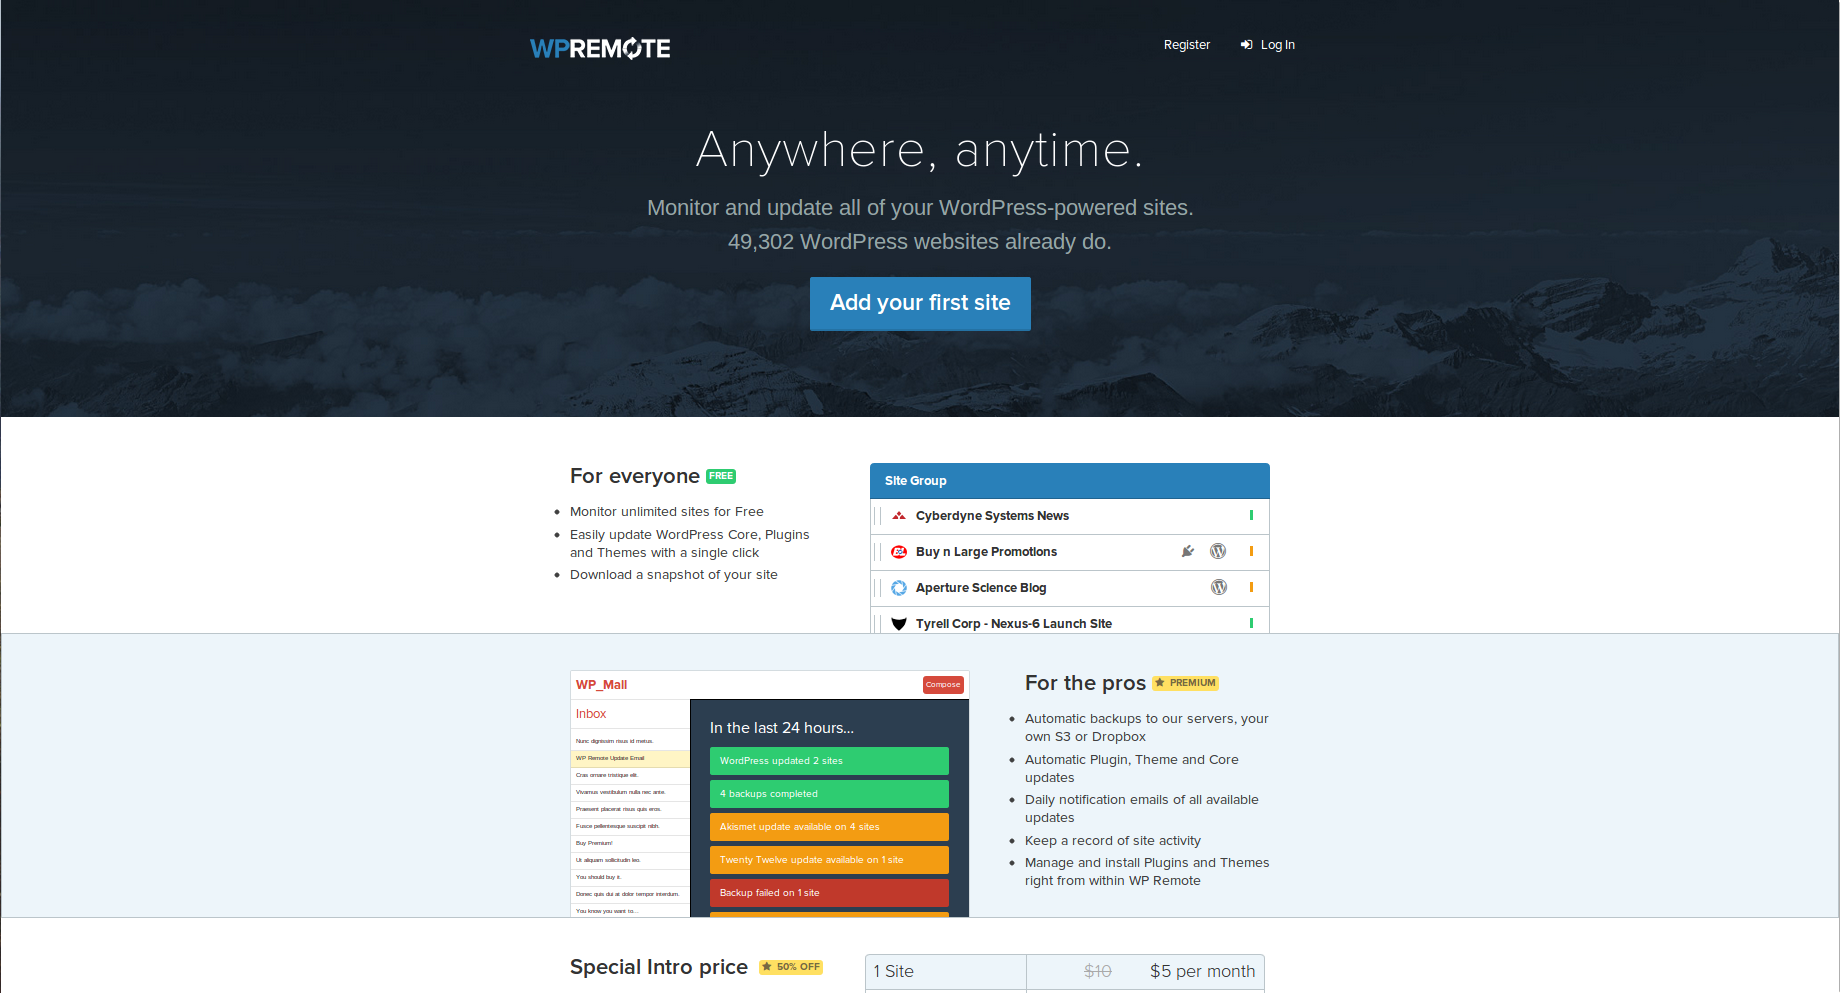 WPREMOTE
Register
Log In
Anywhere, anytime.
Monitor and update all of your WordPress-powered sites.
49,302 WordPress websites already do.
Add your first site
For everyone FREE
Monitor unlimited sites for Free
Easily update WordPress Core, Plugins
and Themes with a single click
Download a snapshot of your site
Site Group
Cyberdyne Systems News
Buy n Large Promotions
Aperture Science Blog
Tyrell Corp - Nexus-6 Launch Site
WP_Mail
Compose
Inbox
Nunc dignissim risus id metus.
WP Remote Update Email
Cras ornare tristique elit.
Vivamus vestibulum nulla nec ante.
Praesent placerat risus quis eros.
Fusce pellentesque suscipit nibh.
Buy Premium!
Ut aliquam sollicitudin leo.
You should buy it.
Donec quis dui at dolor tempor interdum.
You know you want to...
In the last 24 hours...
WordPress updated 2 sites
4 backups completed
Akismet update available on 4 sites
Twenty Twelve update available on 1 site
Backup failed on 1 site
For the pros PREMIUM
Automatic backups to our servers, your
own S3 or Dropbox
Automatic Plugin, Theme and Core
updates
Daily notification emails of all available
updates
Keep a record of site activity
Manage and install Plugins and Themes
right from within WP Remote
Special Intro price 50% OFF
1 Site $10 $5 per month